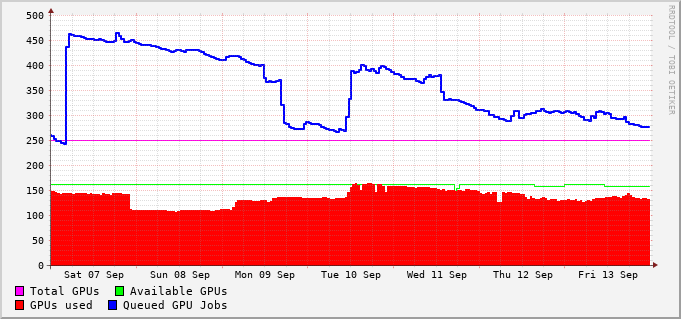 500
450
400
350
300
250
200
150
100
50
0
Sat 07 Sep Sun 08 Sep Mon 09 Sep Tue 10 Sep Wed 11 Sep Thu 12 Sep Fri 13 Sep
Total GPUs Available GPUs
GPUs used Queued GPU Jobs
RRDTOOL / TOBI OETIKER